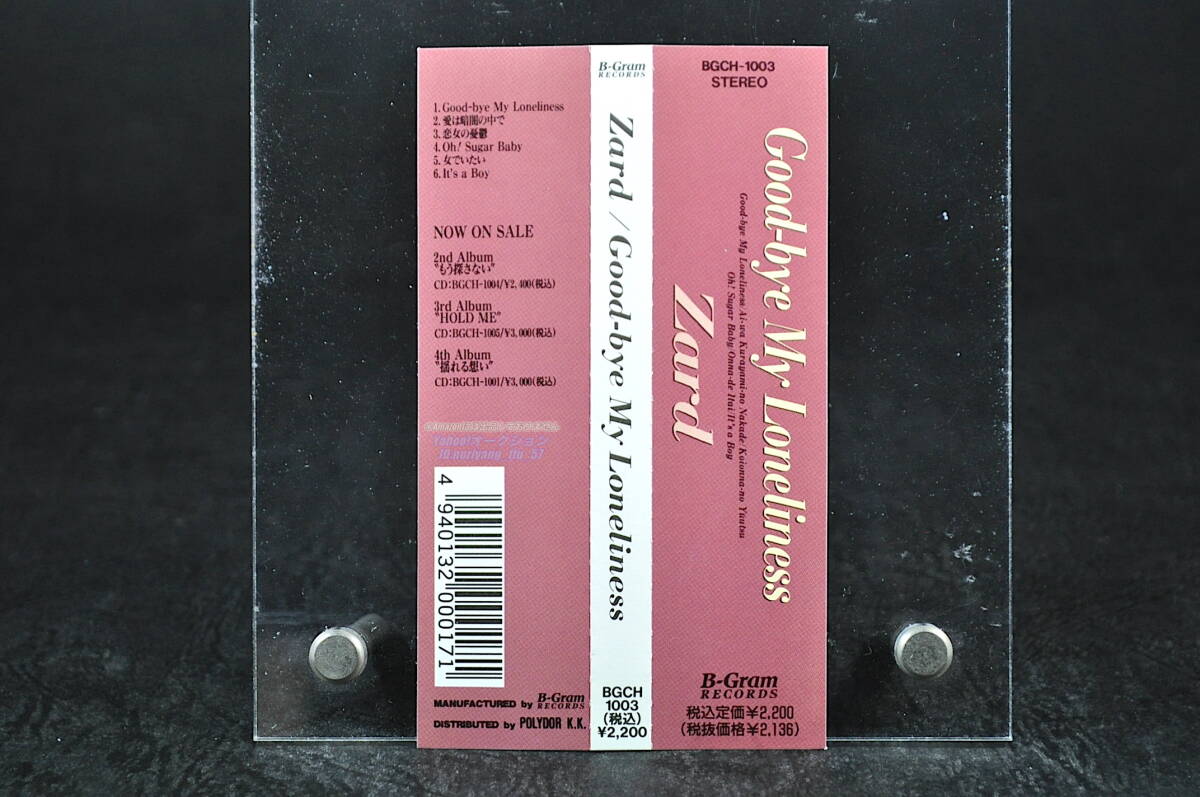 1.Good-bye My Loneliness
2.愛は暗闇の中で
3.恋女の憂鬱
4.Oh! Sugar Baby
5.女でいたい
6.It's a Boy
NOW ON SALE
2nd Album
"もう探さない"
CD:BGCH-1004/¥2,400(税込)
3rd Album
"HOLD ME"
CD:BGCH-1005/¥3,000(税込)
4th Album
"揺れる想い"
CD:BGCH-1001/¥3,000(税込)
Yahoo!オークション
4 940132 000171
MANUFACTURED by B-Gram RECORDS
DISTRIBUTED by POLYDOR K.K.
B-Gram
RECORDS
Zard / Good-bye My Loneliness
BGCH
1003
(税込)
¥2,200
BGCH-1003
STEREO
Good-bye My Loneliness
Good-bye My Loneliness/Ai-wa Kurayami-no Nakade/Koionna-no Yuutsu
Oh! Sugar Baby/Onna-de Itai/It's a Boy
Zard
B-Gram
RECORDS
税込定価¥2,200
(税抜価格¥2,136)